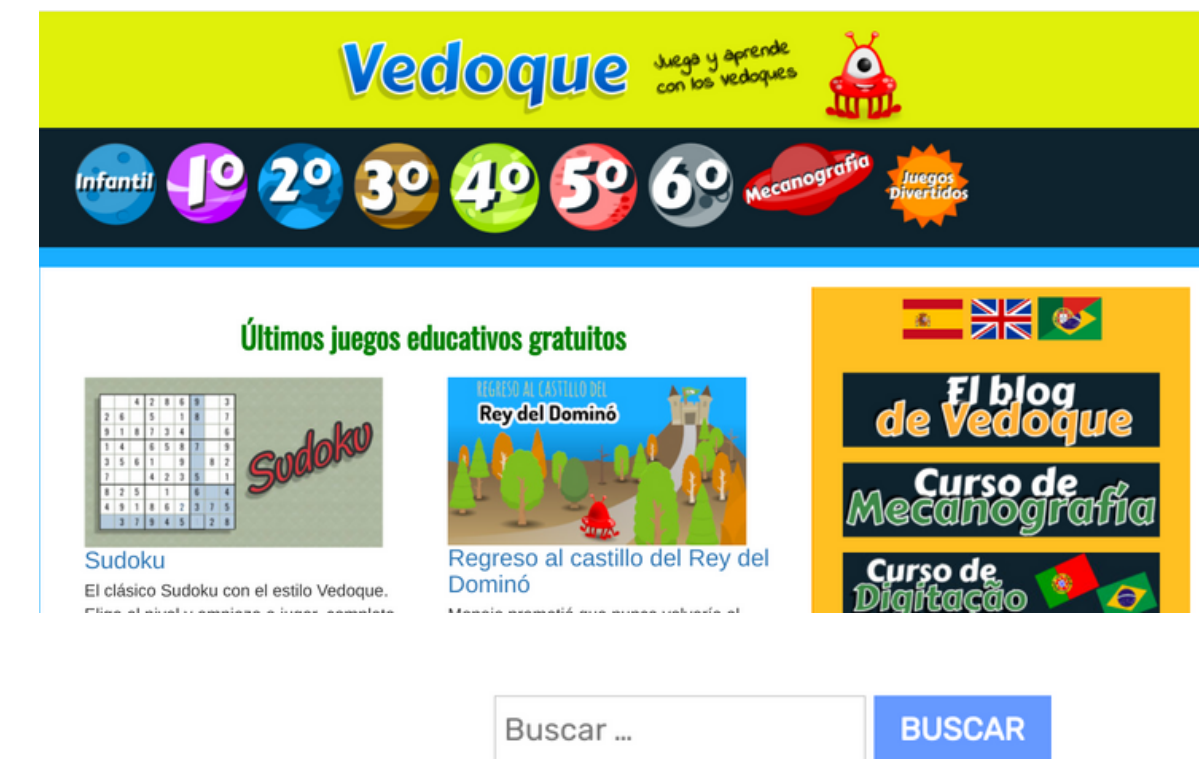 Vedoque
Juega y aprende
con los vedoques
Infantil 1º 2º 3º 4º 5º 6º Mecanografía Juegos Divertidos
Últimos juegos educativos gratuitos
Sudoku
REGRESO AL CASTILLO DEL
Rey del Dominó
Sudoku
El clásico Sudoku con el estilo Vedoque.
Regreso al castillo del Rey del
Dominó
El blog
de Vedoque
Curso de
Mecanografía
Curso de
Digitação
Buscar ...
BUSCAR